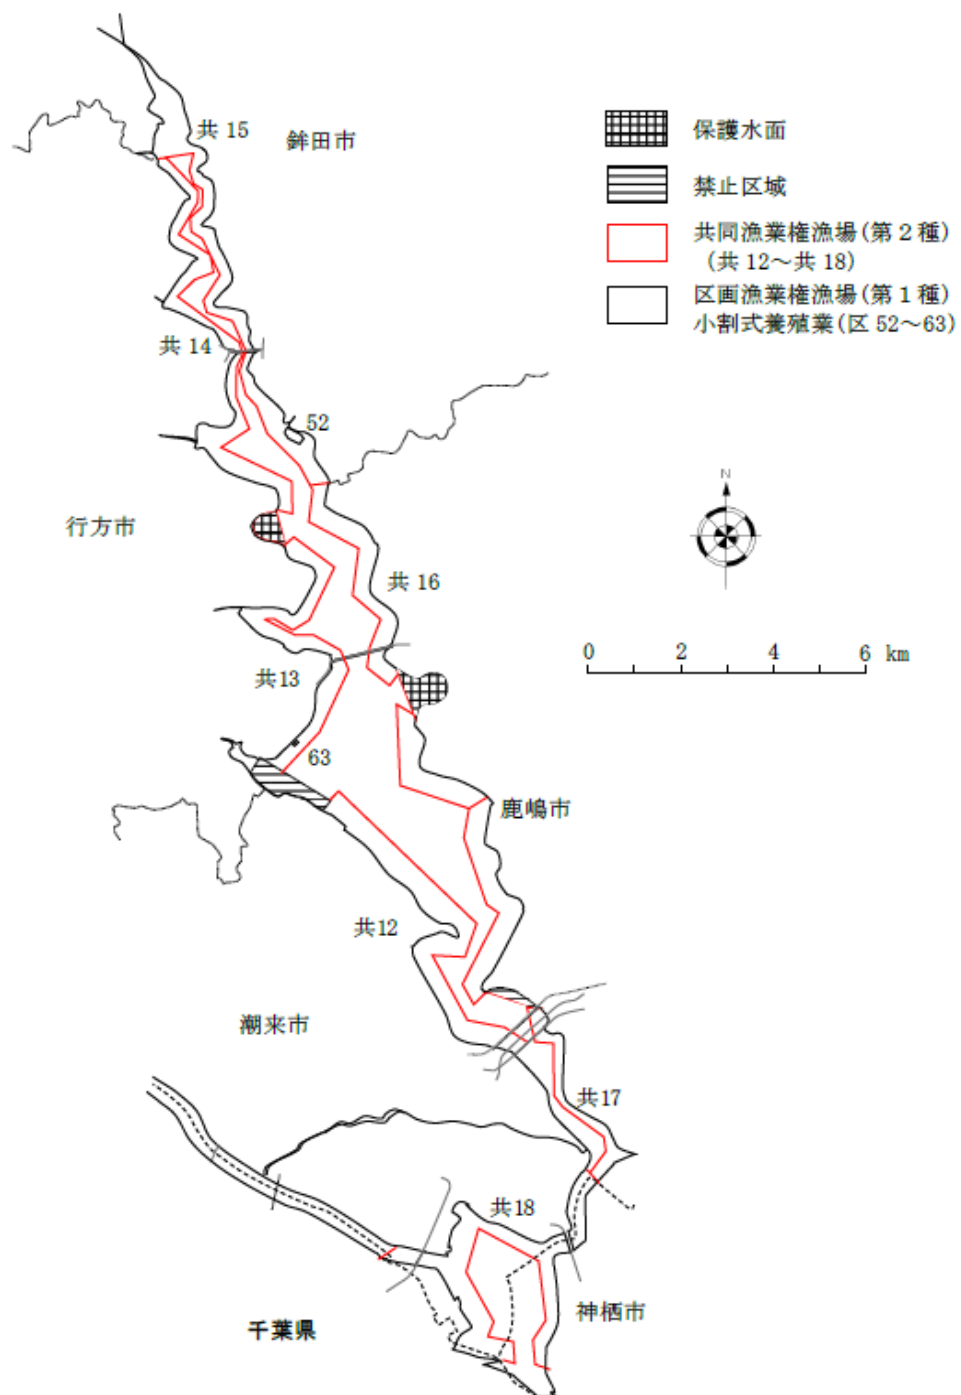 共 15
鉾田市
保護水面
禁止区域
共同漁業権漁場(第2種)
(共 12～共 18)
区画漁業権漁場(第1種)
小割式養殖業(区 52～63)
共 14
52
N
行方市
共 16
0 2 4 6 km
共13
63
鹿嶋市
共12
潮来市
共17
共18
神栖市
千葉県